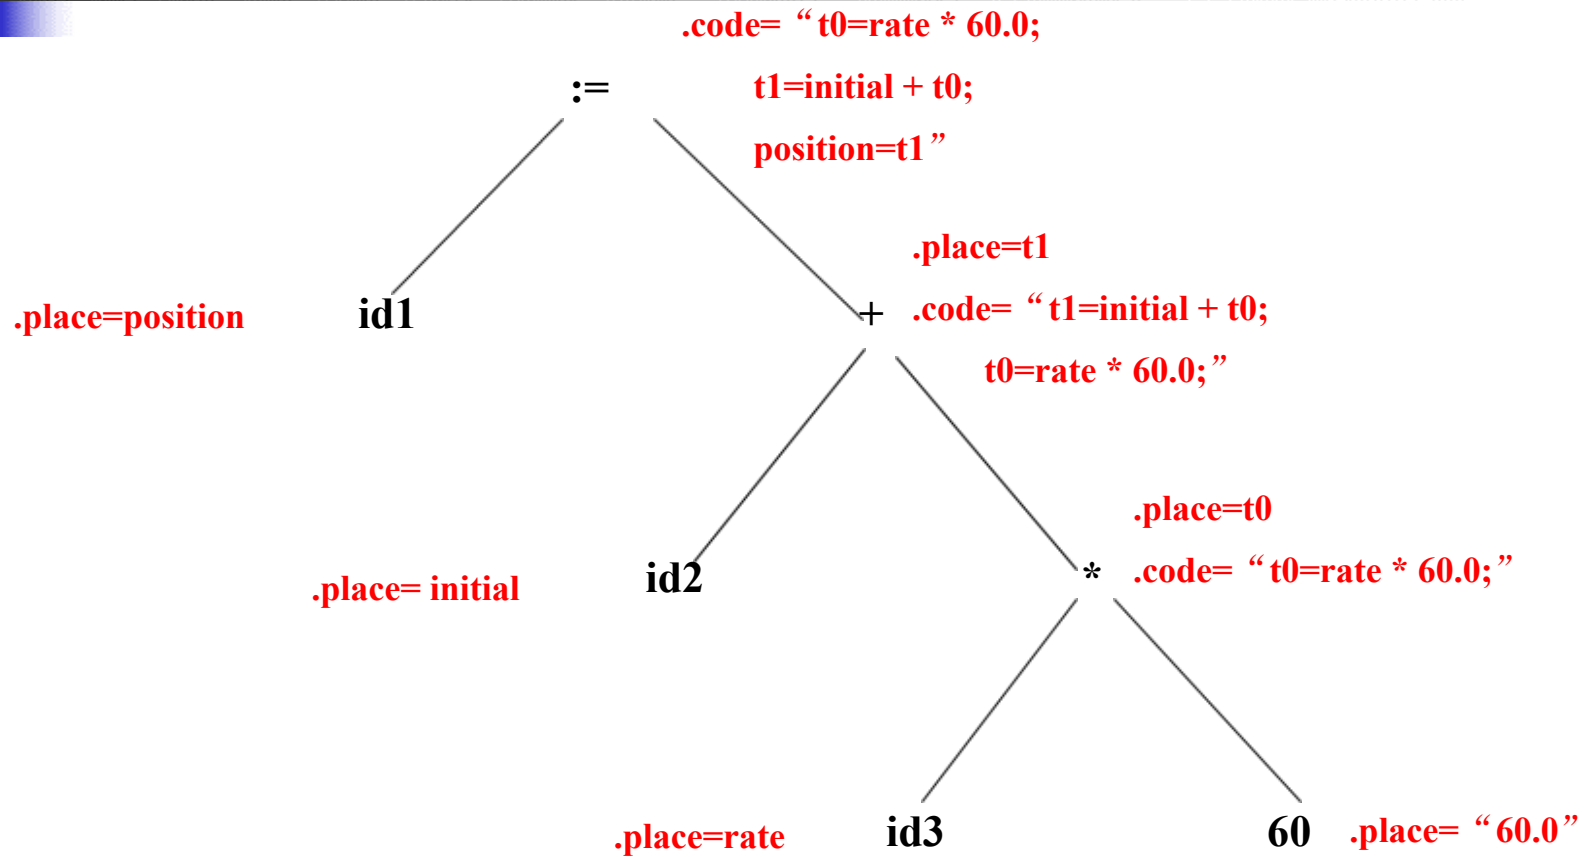 .code= “t0=rate * 60.0;
:= t1=initial + t0;
position=t1”
.place=t1
.place=position id1 + .code= “t1=initial + t0;
t0=rate * 60.0;”
.place=t0
.place= initial id2 * .code= “t0=rate * 60.0;”
.place=rate id3 60 .place= “60.0”